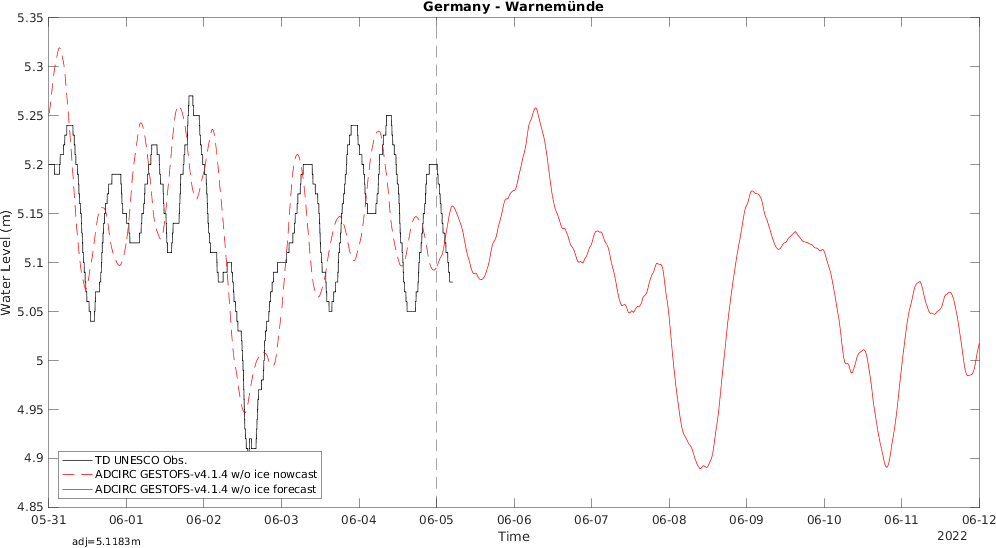 Germany - Warnemünde
5.35
5.3
5.25
5.2
5.15
5.1
5.05
5
4.95
4.9
4.85
Water Level (m)
TD UNESCO Obs.
ADCIRC GESTOFS-v4.1.4 w/o ice nowcast
ADCIRC GESTOFS-v4.1.4 w/o ice forecast
05-31 06-01 06-02 06-03 06-04 06-05 06-06 06-07 06-08 06-09 06-10 06-11 06-12
Time
2022
adj=5.1183m